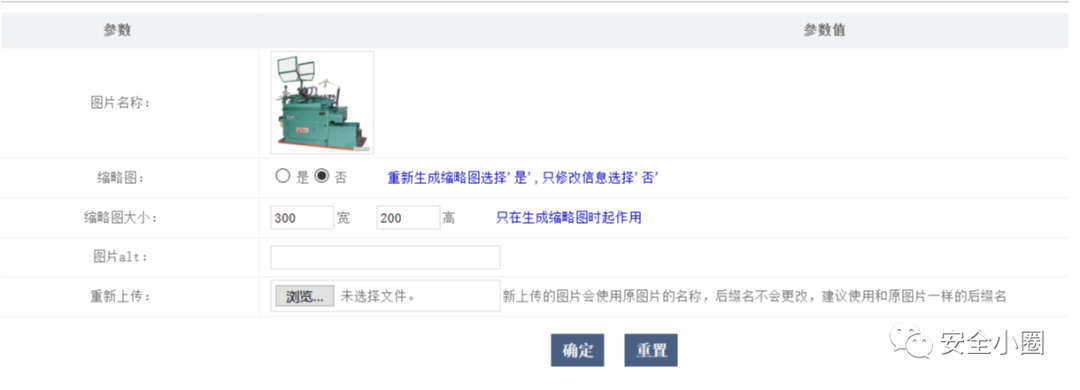 参数 参数值
图片名称：
缩略图： 是 否 重新生成缩略图选择'是',只修改信息选择'否'
缩略图大小： 300 宽 200 高 只在生成缩略图时起作用
图片alt：
重新上传： 浏览... 未选择文件。 新上传的图片会使用原图片的名称，后缀名不会更改，建议使用和原图片一样的后缀名
确定 重置
安全小圈